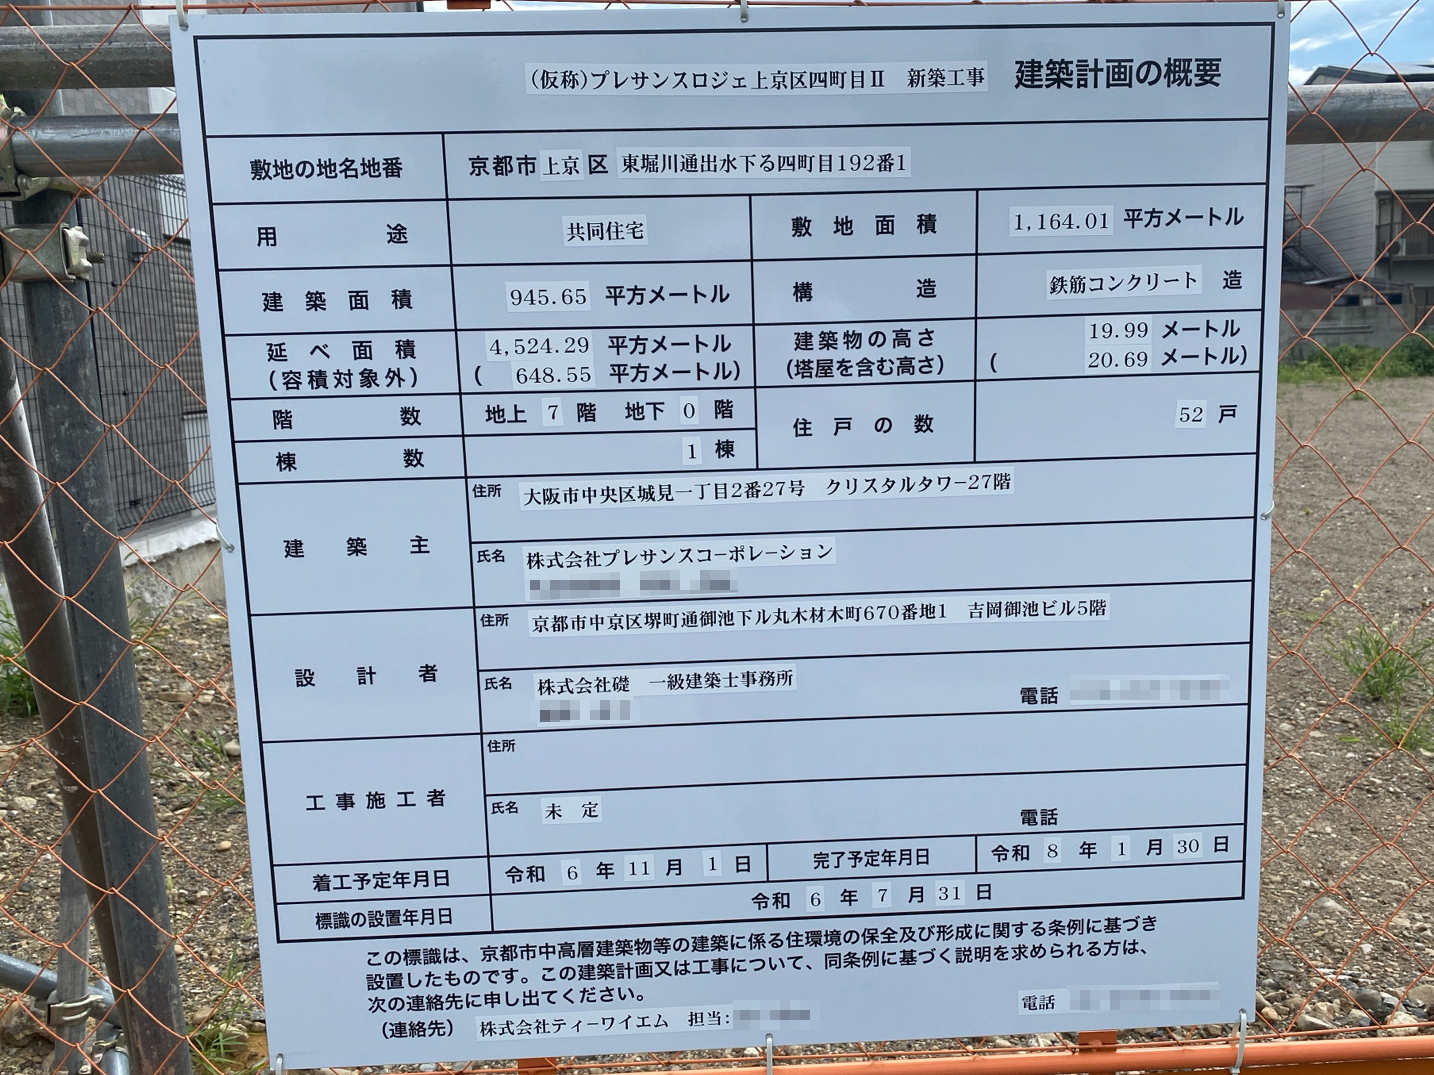 (仮称)プレサンスロジェ上京区四町目Ⅱ　新築工事　建築計画の概要
敷地の地名地番　京都市上京区 東堀川通出水下る四町目192番1
用途　共同住宅　敷地面積　1,164.01 平方メートル
建築面積　945.65 平方メートル　構造　鉄筋コンクリート 造
延べ面積　4,524.29 平方メートル　建築物の高さ　19.99 メートル
(容積対象外)　( 648.55 平方メートル)　(塔屋を含む高さ)　( 20.69 メートル)
階数　地上 7 階　地下 0 階　住戸の数　52 戸
棟数　1 棟
建築主　住所　大阪市中央区城見一丁目2番27号　クリスタルタワー27階
氏名　株式会社プレサンスコーポレーション
設計者　住所　京都市中京区堺町通御池下ル丸木材木町670番地1　吉岡御池ビル5階
氏名　株式会社礎　一級建築士事務所　電話
工事施工者　住所
氏名　未 定　電話
着工予定年月日　令和 6 年 11 月 1 日　完了予定年月日　令和 8 年 1 月 30 日
標識の設置年月日　令和 6 年 7 月 31 日
この標識は、京都市中高層建築物等の建築に係る住環境の保全及び形成に関する条例に基づき
設置したものです。この建築計画又は工事について、同条例に基づく説明を求められる方は、
次の連絡先に申し出てください。
(連絡先)　株式会社ティーワイエム　担当:　電話